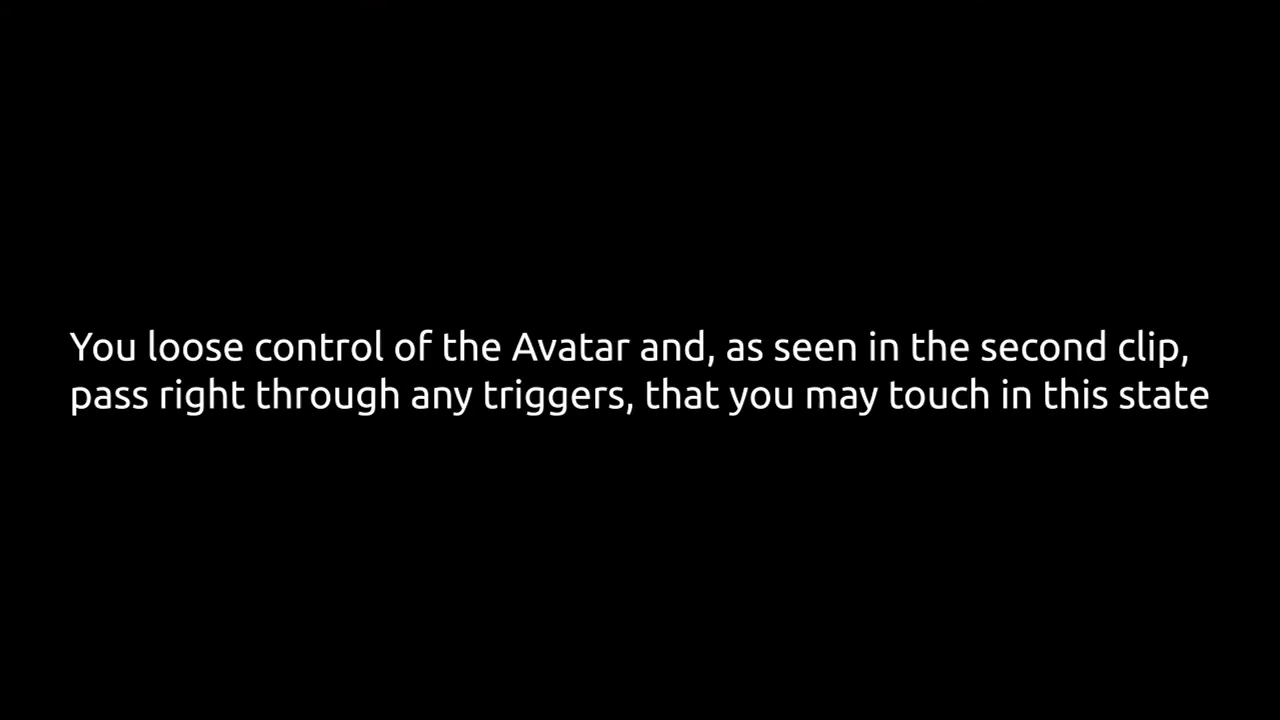 You loose control of the Avatar and, as seen in the second clip,
pass right through any triggers, that you may touch in this state